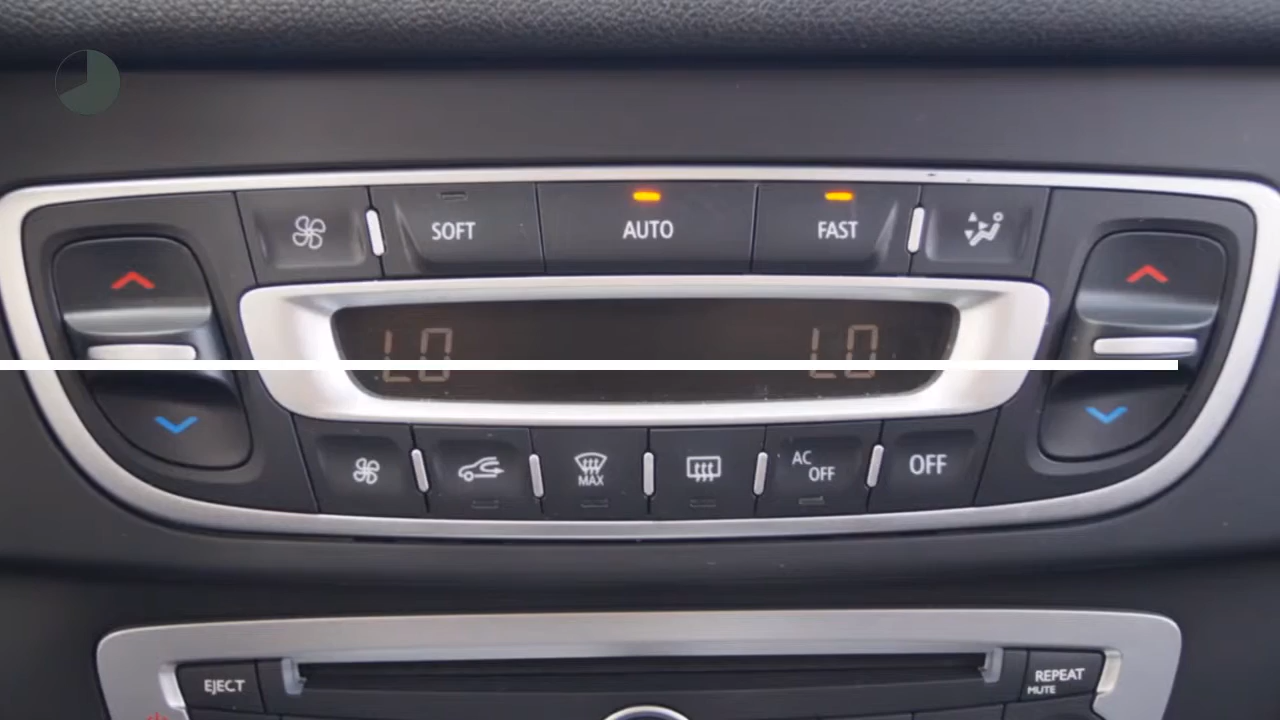 SOFT AUTO FAST
LO LO
MAX
AC
OFF
OFF
EJECT
REPEAT
MUTE